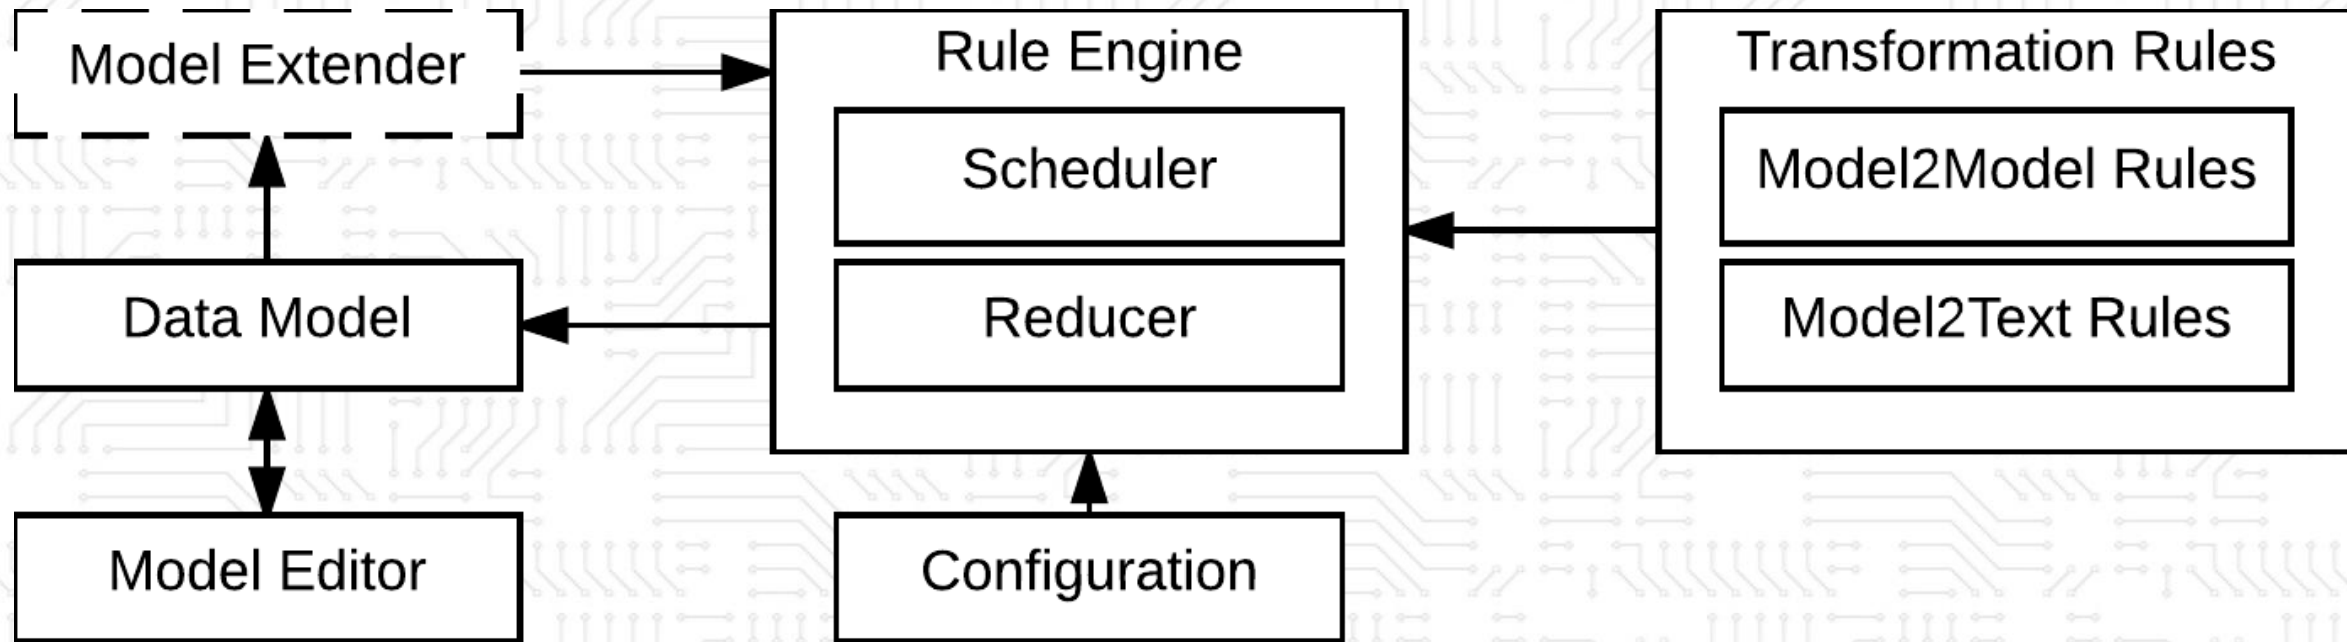 Model Extender
Rule Engine
Transformation Rules
Scheduler
Model2Model Rules
Data Model
Reducer
Model2Text Rules
Model Editor
Configuration